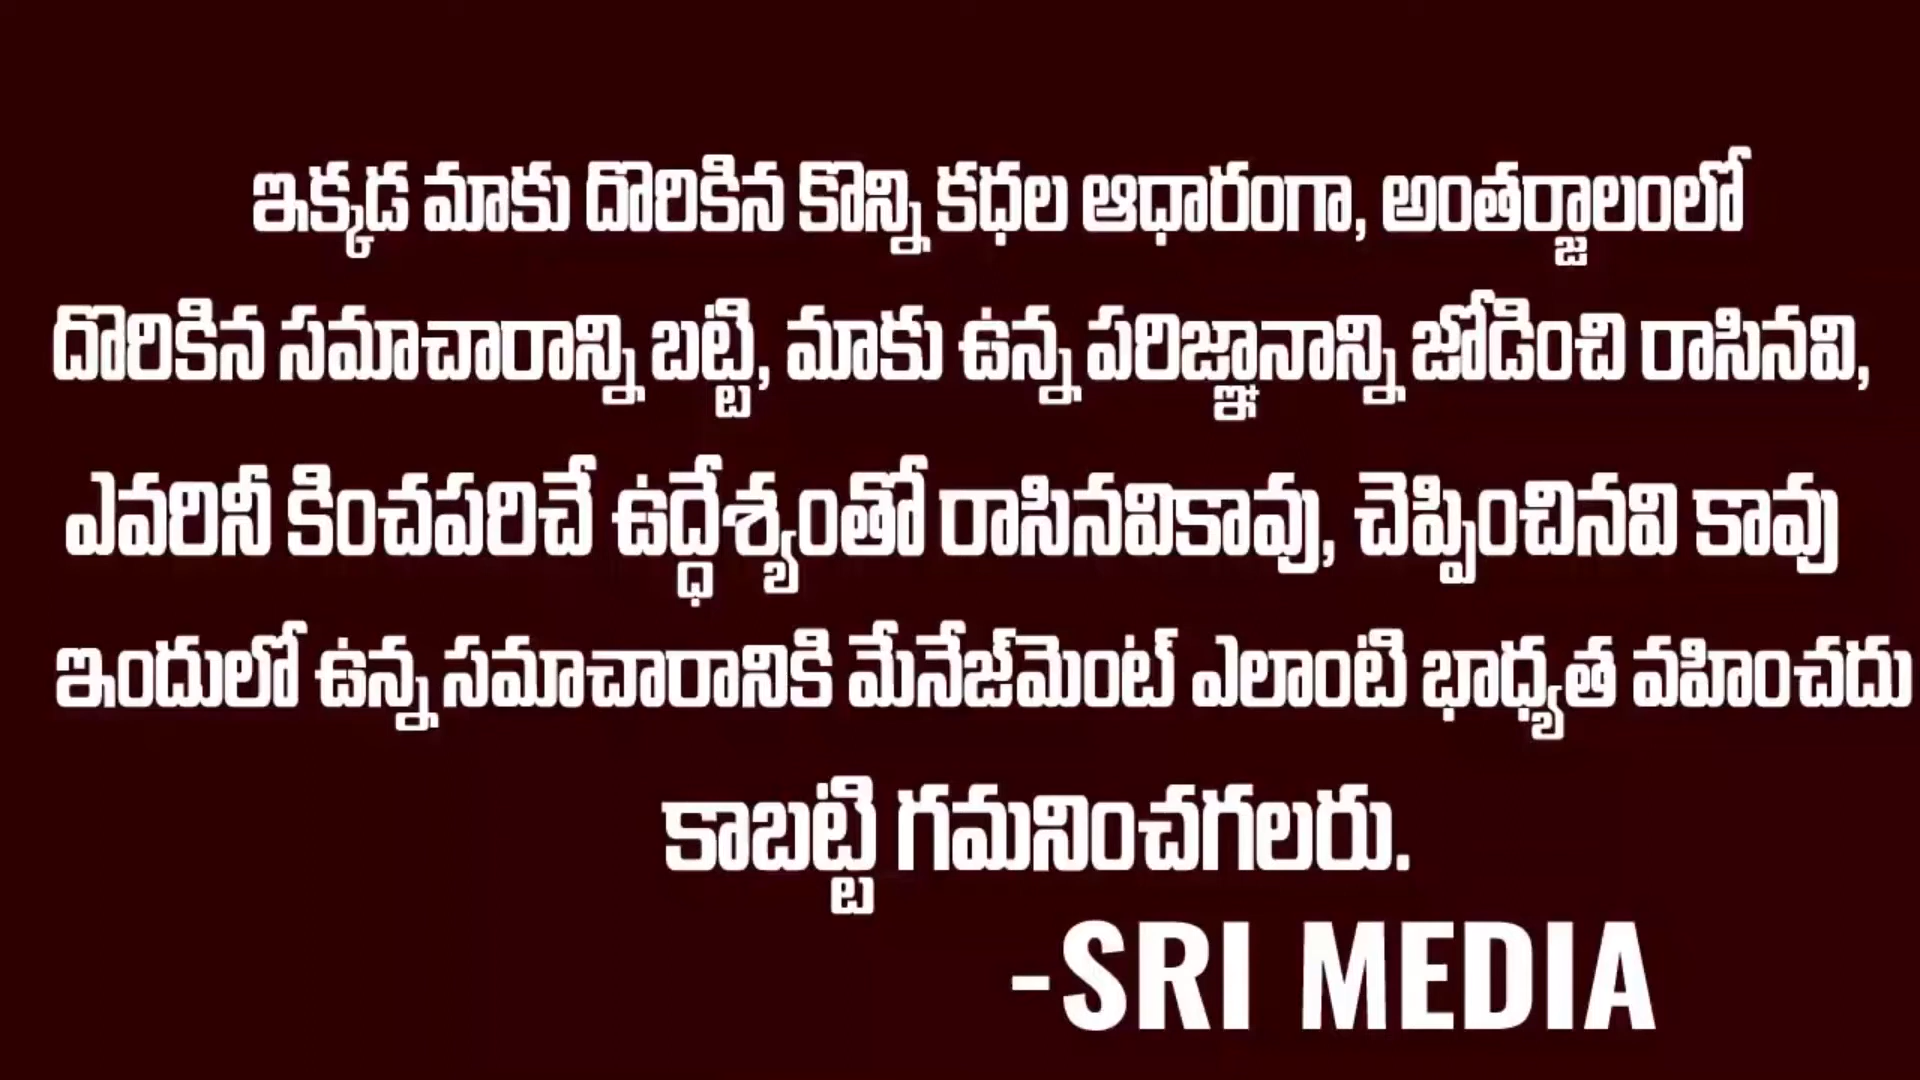 ఇక్కడ మాకు దొరికిన కొన్ని కధల ఆధారంగా, అంతర్జాలంలో
దొరికిన సమాచారాన్ని బట్టి, మాకు ఉన్న పరిజ్ఞానాన్ని జోడించి రాసినవి,
ఎవరినీ కించపరిచే ఉద్ధేశ్యంతో రాసినవికావు, చెప్పించినవి కావు
ఇందులో ఉన్న సమాచారానికి మేనేజ్‌మెంట్ ఎలాంటి భాధ్యత వహించదు
కాబట్టి గమనించగలరు.
-SRI MEDIA